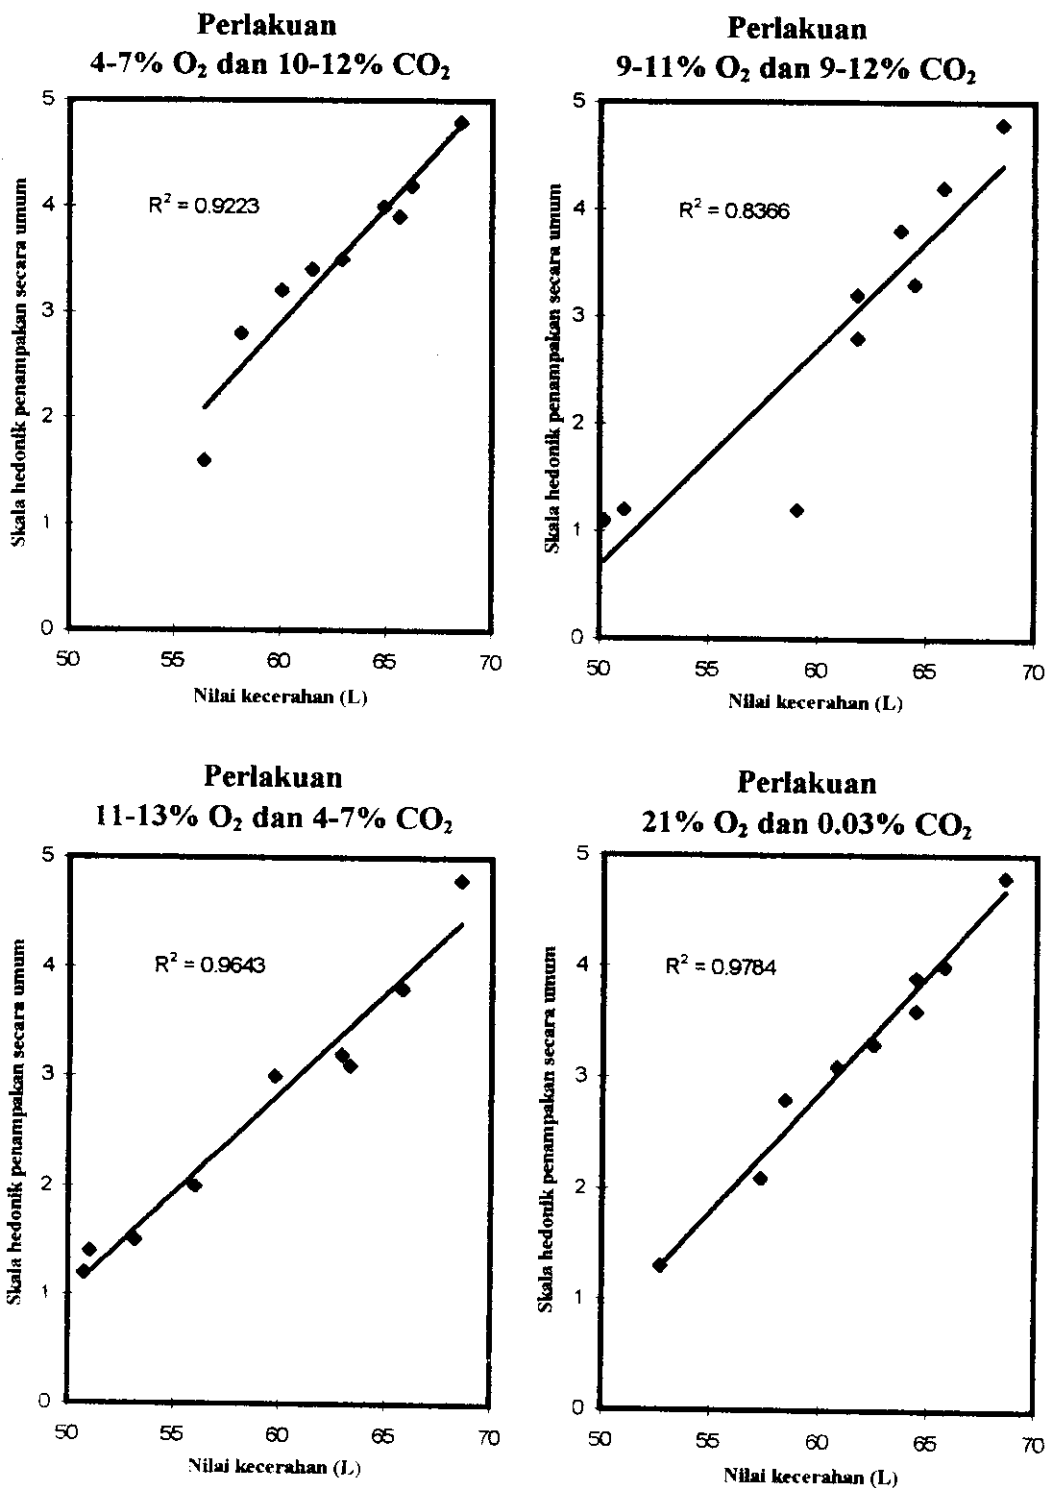 Perlakuan
4-7% O₂ dan 10-12% CO₂
5
4
3
2
1
0
R² = 0.9223
Skala hedonik penampakan secara umum
50 55 60 65 70
Nilai kecerahan (L)
Perlakuan
9-11% O₂ dan 9-12% CO₂
5
4
3
2
1
0
R² = 0.8366
Skala hedonik penampakan secara umum
50 55 60 65 70
Nilai kecerahan (L)
Perlakuan
11-13% O₂ dan 4-7% CO₂
5
4
3
2
1
0
R² = 0.9643
Skala hedonik penampakan secara umum
50 55 60 65 70
Nilai kecerahan (L)
Perlakuan
21% O₂ dan 0.03% CO₂
5
4
3
2
1
0
R² = 0.9784
Skala hedonik penampakan secara umum
50 55 60 65 70
Nilai kecerahan (L)